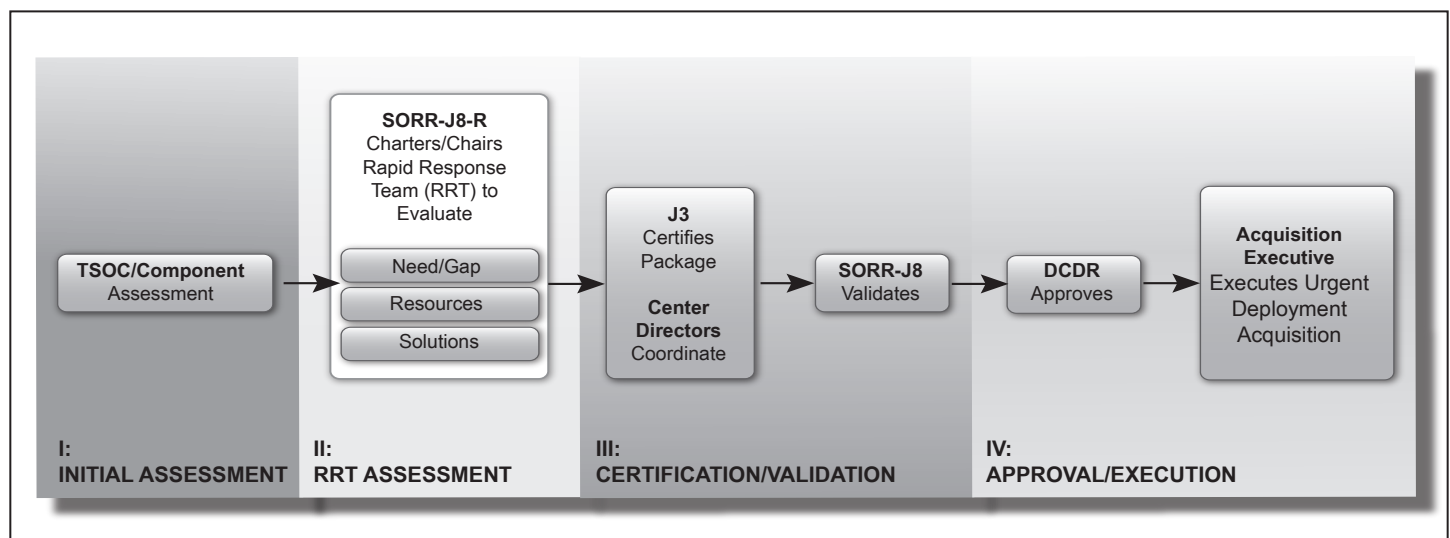 TSOC/Component
Assessment
SORR-J8-R
Charters/Chairs
Rapid Response
Team (RRT) to
Evaluate
Need/Gap
Resources
Solutions
J3
Certifies
Package
Center
Directors
Coordinate
SORR-J8
Validates
DCDR
Approves
Acquisition
Executive
Executes Urgent
Deployment
Acquisition
I:
INITIAL ASSESSMENT
II:
RRT ASSESSMENT
III:
CERTIFICATION/VALIDATION
IV:
APPROVAL/EXECUTION